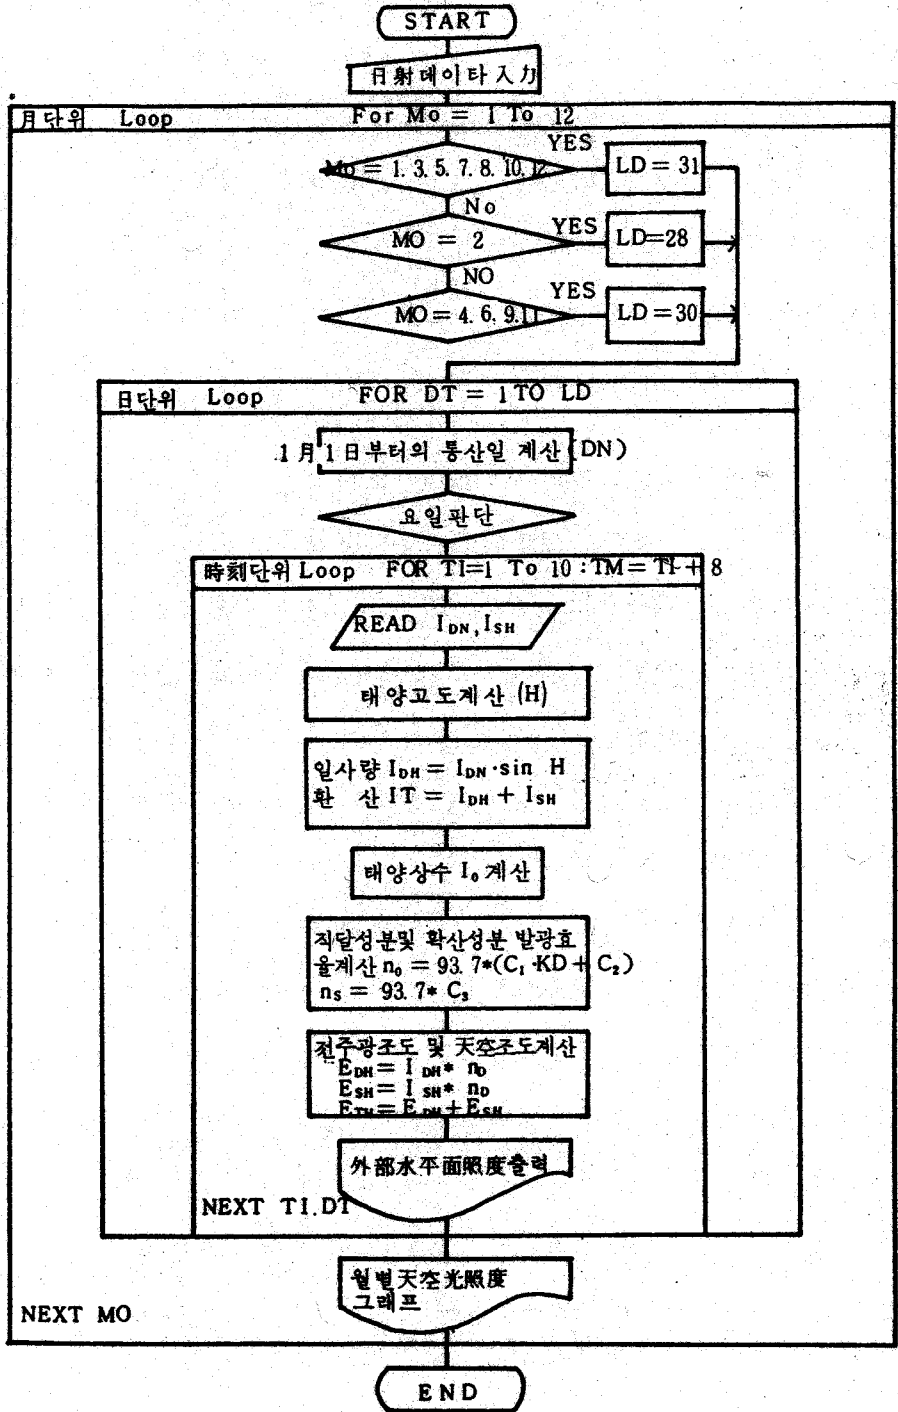 START
日射데이타入力
月단위 Loop For Mo = 1 To 12
YES
Mo = 1. 3. 5. 7. 8. 10. 12
LD = 31
No
YES
MO = 2
LD=28
NO
YES
MO = 4. 6. 9. 11
LD = 30
日단위 Loop FOR DT = 1 TO LD
1月1日부터의 통산일 계산 (DN)
요일판단
時刻단위 Loop FOR TI=1 To 10 : TM = TI + 8
READ I_DN, I_SH
태양고도계산 (H)
일사량 I_DH = I_DN·sin H
환 산 IT = I_DH + I_SH
태양상수 I₀ 계산
직달성분및 확산성분 발광효
율계산 n₀ = 93.7*(C₁·KD + C₂)
n_S = 93.7* C₃
전주광조도 및 天空조도계산
E_DH = I_DH* n_D
E_SH = I_SH* n_D
E_TH = E_DH + E_SH
外部水平面照度출력
NEXT TI.DT
월별天空光照度
그래프
NEXT MO
END